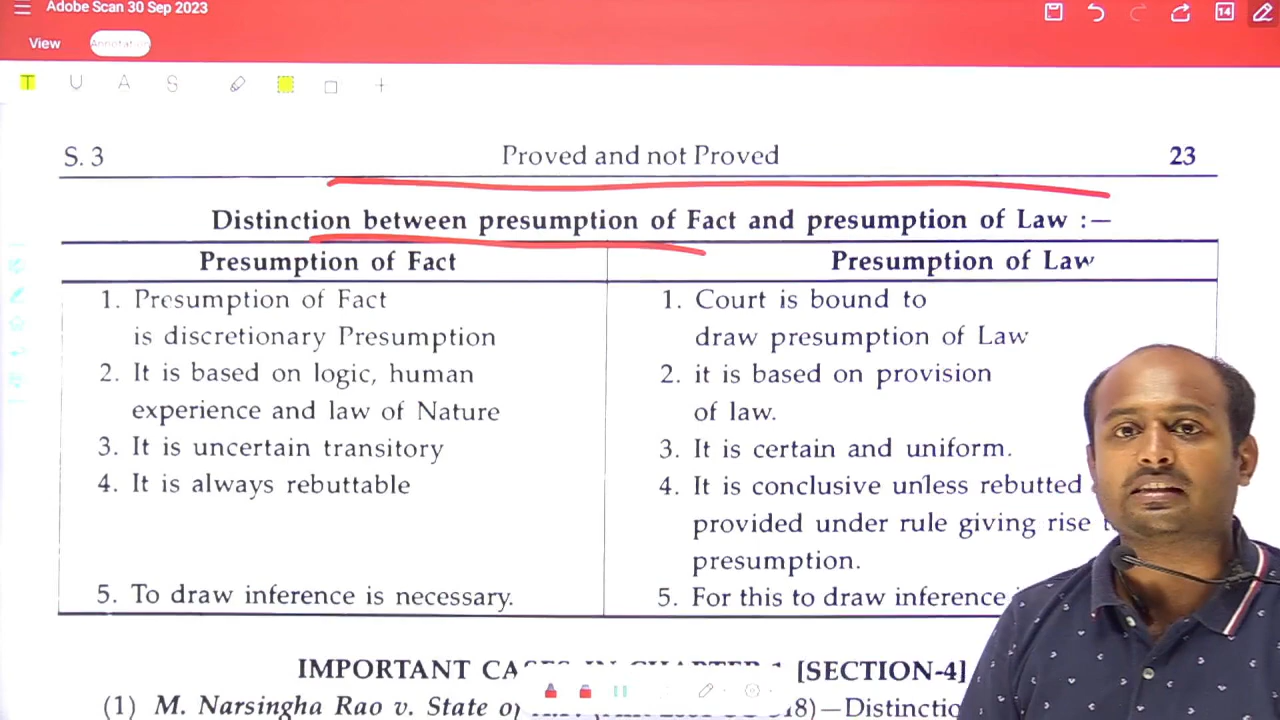 Adobe Scan 30 Sep 2023
14
View
Annotation
T U A S
S. 3 Proved and not Proved 23
Distinction between presumption of Fact and presumption of Law :—
Presumption of Fact Presumption of Law
1. Presumption of Fact
is discretionary Presumption
2. It is based on logic, human
experience and law of Nature
3. It is uncertain transitory
4. It is always rebuttable
5. To draw inference is necessary.
1. Court is bound to
draw presumption of Law
2. it is based on provision
of law.
3. It is certain and uniform.
4. It is conclusive unless rebutted
provided under rule giving rise
presumption.
5. For this to draw inference
IMPORTANT [SECTION-4]
(1) M. Narsingha Rao v. State